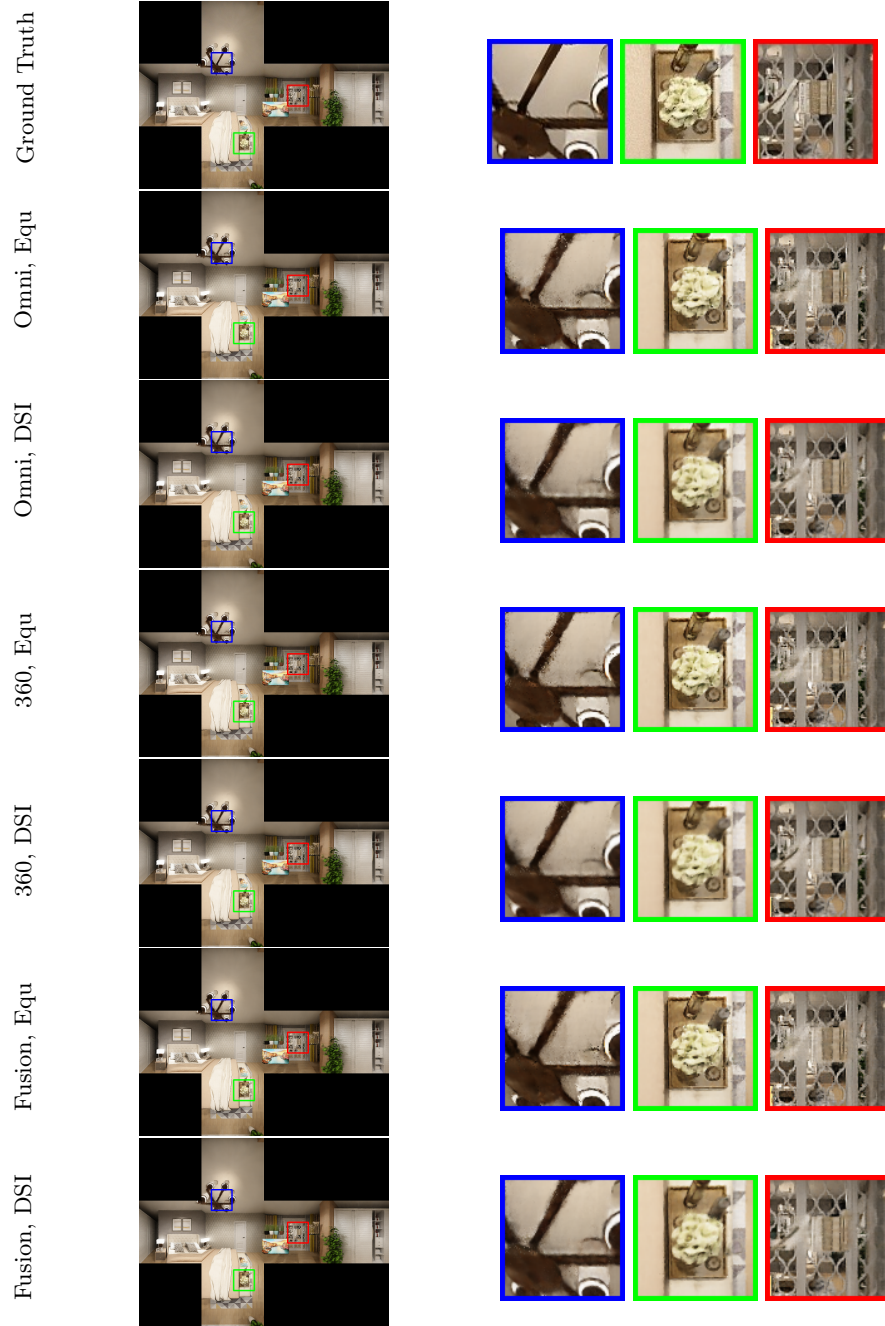 Ground Truth
Omni, Equ
Omni, DSI
360, Equ
360, DSI
Fusion, Equ
Fusion, DSI